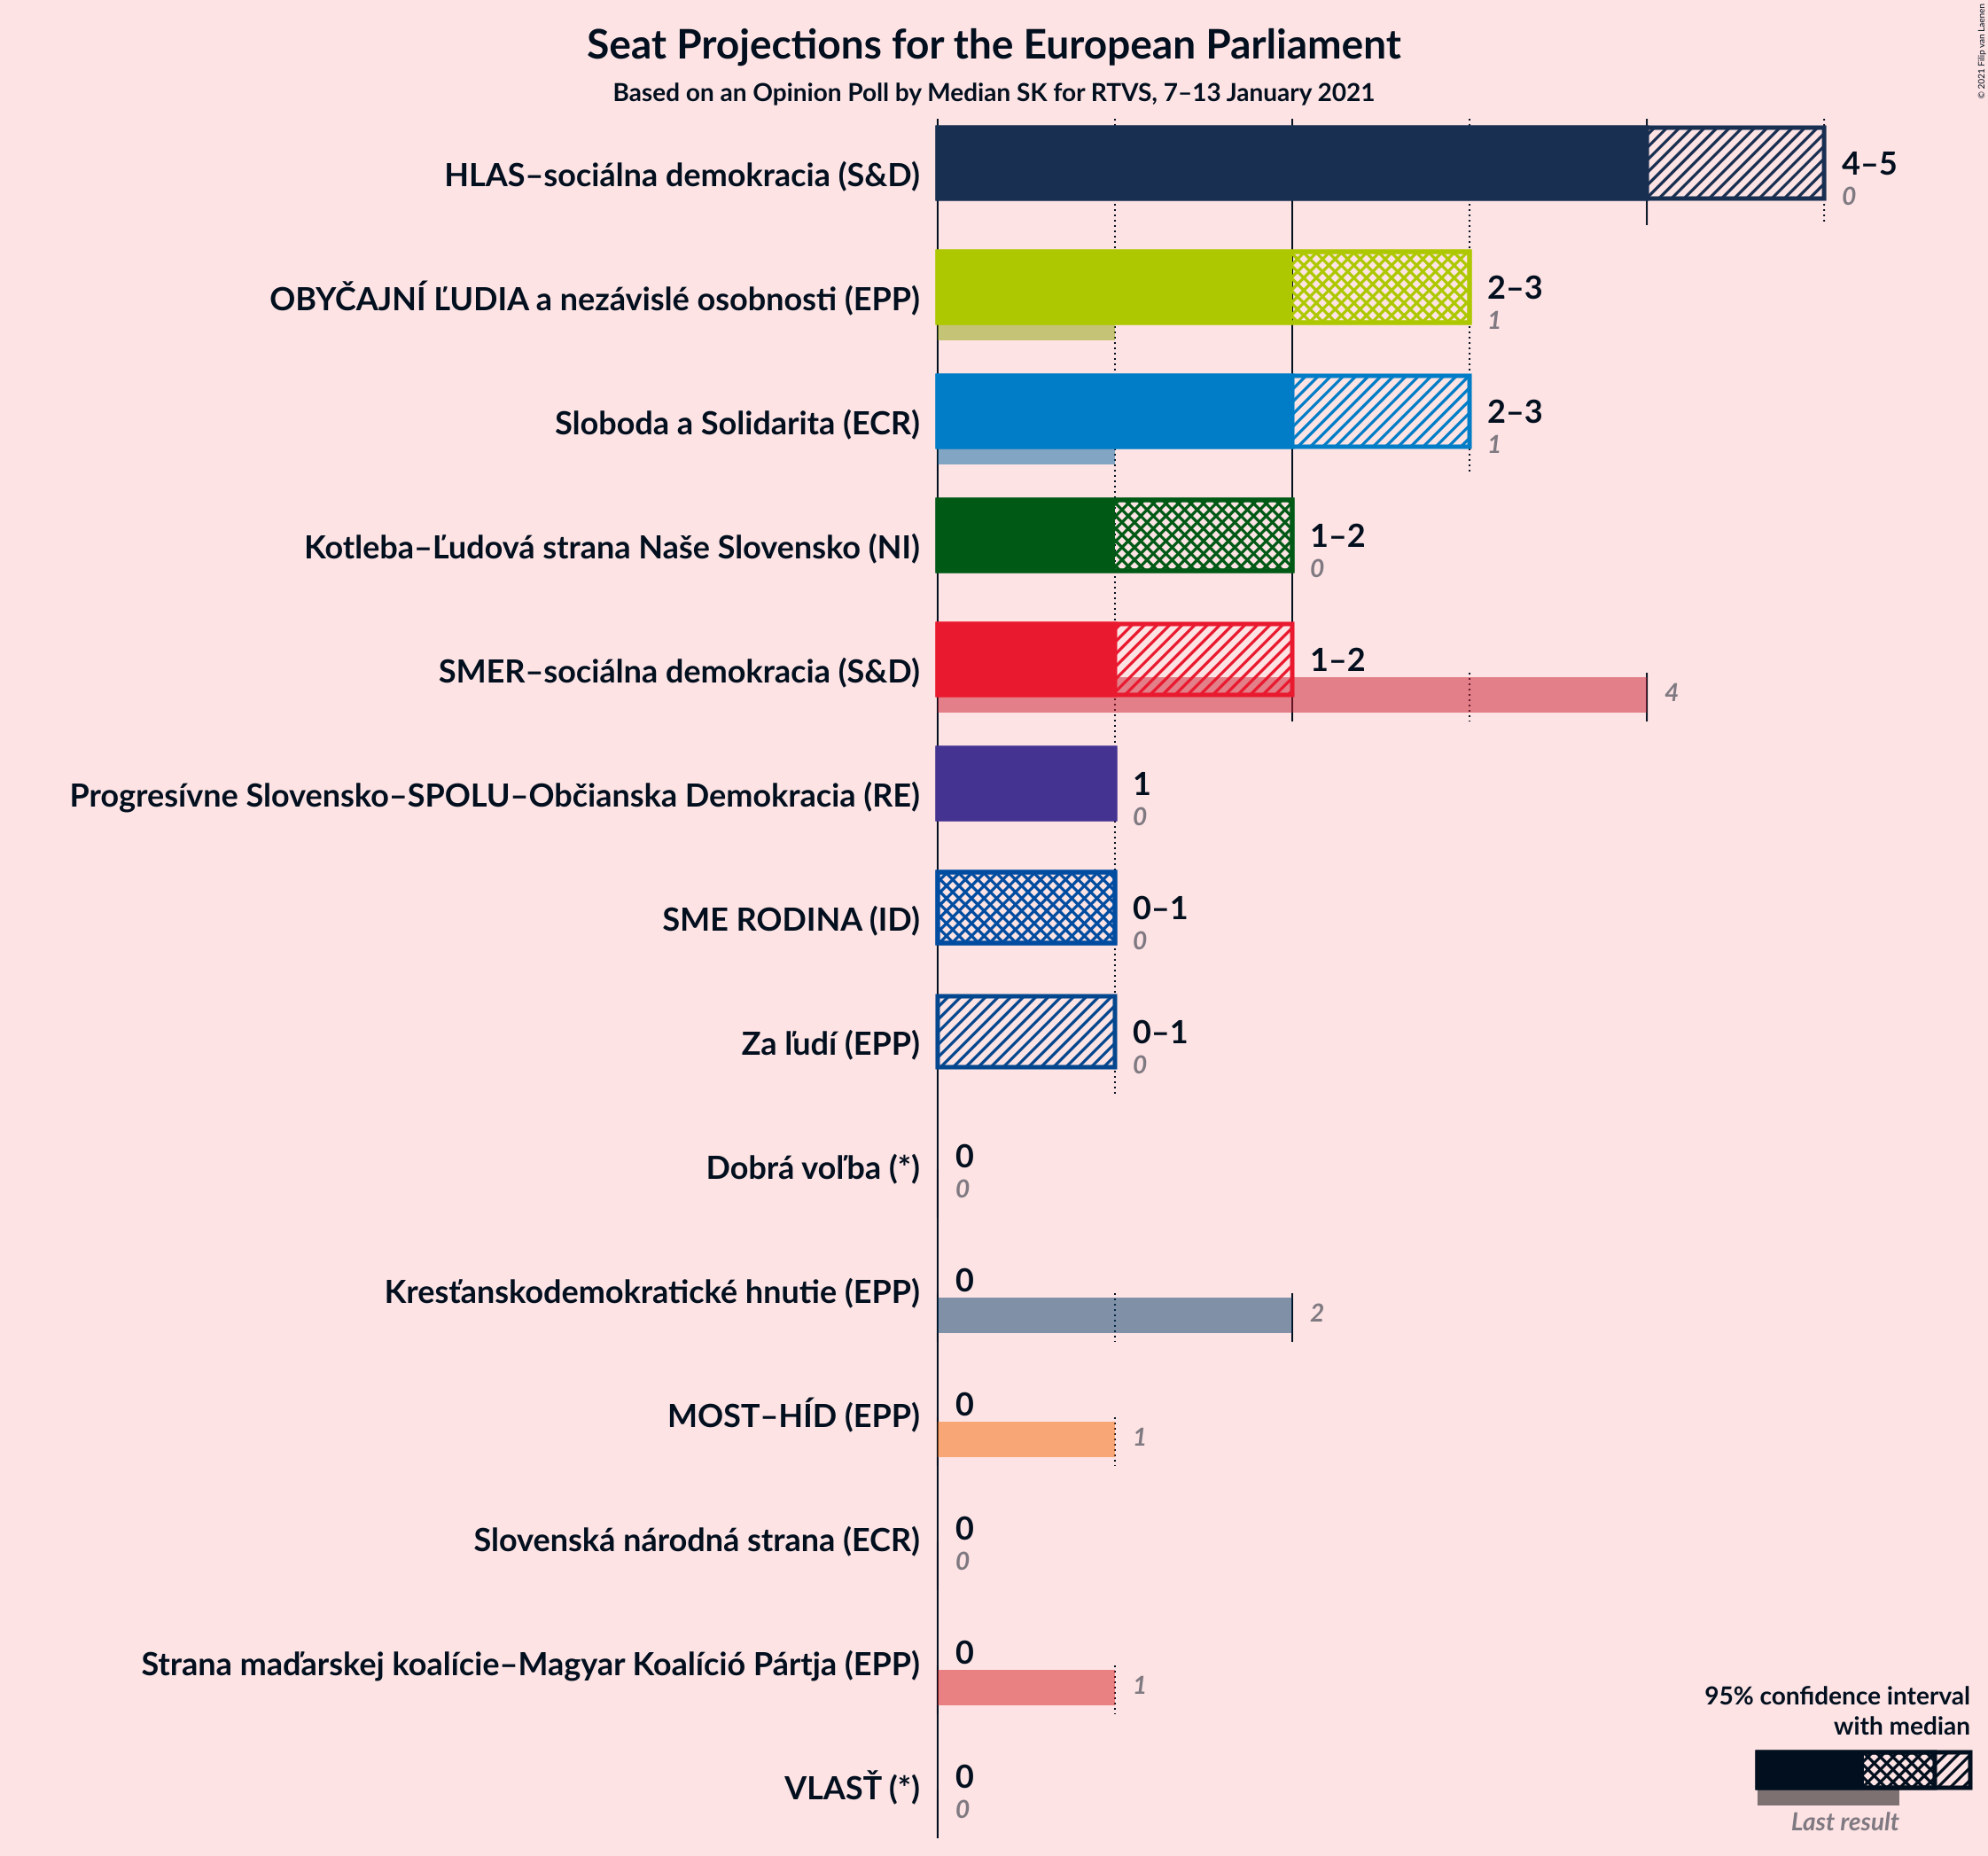 Seat Projections for the European Parliament
Based on an Opinion Poll by Median SK for RTVS, 7–13 January 2021
© 2021 Filip van Laenen
HLAS–sociálna demokracia (S&D)
4–5
0
OBYČAJNÍ ĽUDIA a nezávislé osobnosti (EPP)
2–3
1
Sloboda a Solidarita (ECR)
2–3
1
Kotleba–Ľudová strana Naše Slovensko (NI)
1–2
0
SMER–sociálna demokracia (S&D)
1–2
4
Progresívne Slovensko–SPOLU–Občianska Demokracia (RE)
1
0
SME RODINA (ID)
0–1
0
Za ľudí (EPP)
0–1
0
Dobrá voľba (*)
0
0
Kresťanskodemokratické hnutie (EPP)
0
2
MOST–HÍD (EPP)
0
1
Slovenská národná strana (ECR)
0
0
Strana maďarskej koalície–Magyar Koalíció Pártja (EPP)
0
1
VLASŤ (*)
0
0
95% confidence interval
with median
Last result